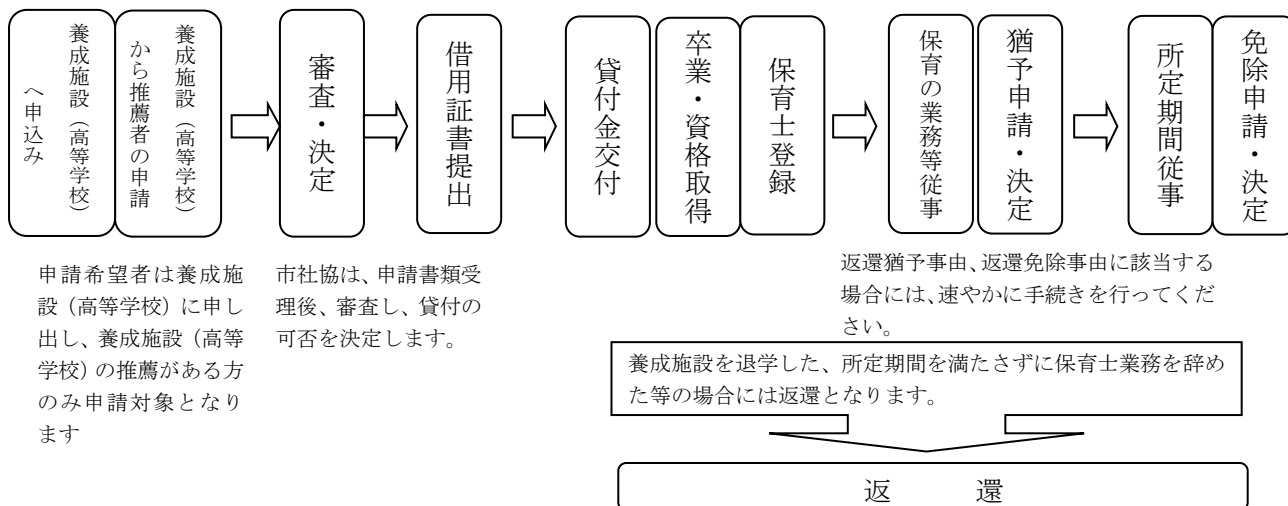 養成施設（高等学校）
へ申込み
養成施設（高等学校）
から推薦者の申請
審査・決定
借用証書提出
貸付金交付
卒業・資格取得
保育士登録
保育の業務等従事
猶予申請・決定
所定期間従事
免除申請・決定
申請希望者は養成施
設（高等学校）に申し
出し、養成施設（高等
学校）の推薦がある方
のみ申請対象となり
ます
市社協は、申請書類受
理後、審査し、貸付の
可否を決定します。
返還猶予事由、返還免除事由に該当する
場合には、速やかに手続きを行ってくだ
さい。
養成施設を退学した、所定期間を満たさずに保育士業務を辞め
た等の場合には返還となります。
返　　還